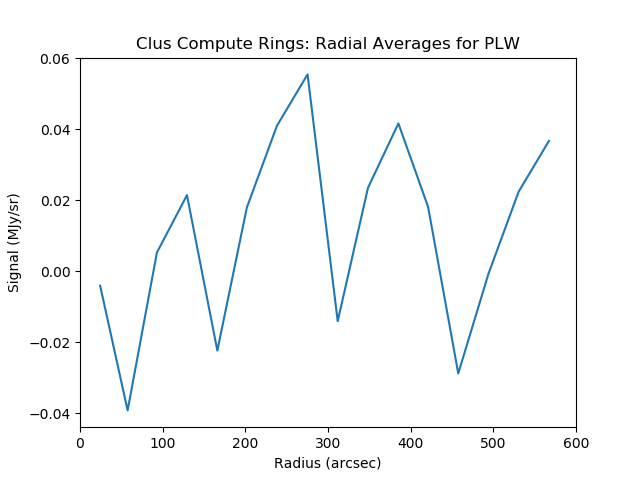 Clus Compute Rings: Radial Averages for PLW
0.06
0.04
0.02
0.00
−0.02
−0.04
Signal (MJy/sr)
0 100 200 300 400 500 600
Radius (arcsec)